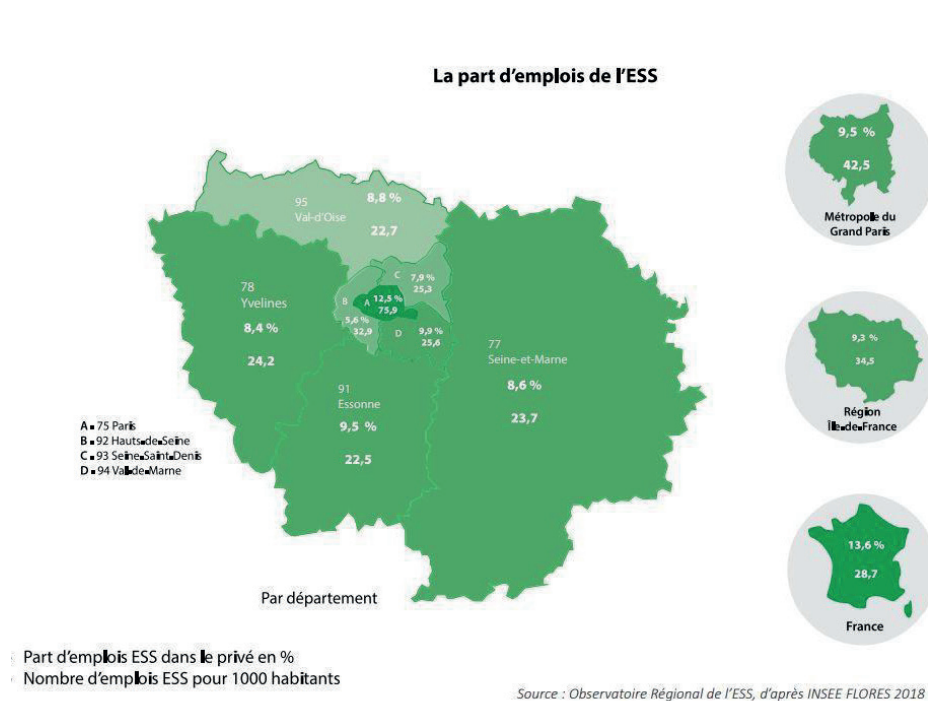 La part d'emplois de l'ESS
9,5 %
42,5
Métropole du
Grand Paris
95
Val-d'Oise
8,8 %
22,7
C
7,9 %
25,3
B
A
12,5 %
75,9
5,6 %
32,9
D
9,9 %
25,6
78
Yvelines
8,4 %
24,2
77
Seine-et-Marne
8,6 %
23,7
91
Essonne
9,5 %
22,5
9,3 %
34,5
Région
Île-de-France
A - 75 Paris
B - 92 Hauts-de-Seine
C - 93 Seine-Saint-Denis
D - 94 Val-de-Marne
13,6 %
28,7
France
Par département
Part d'emplois ESS dans le privé en %
Nombre d'emplois ESS pour 1000 habitants
Source : Observatoire Régional de l'ESS, d'après INSEE FLORES 2018